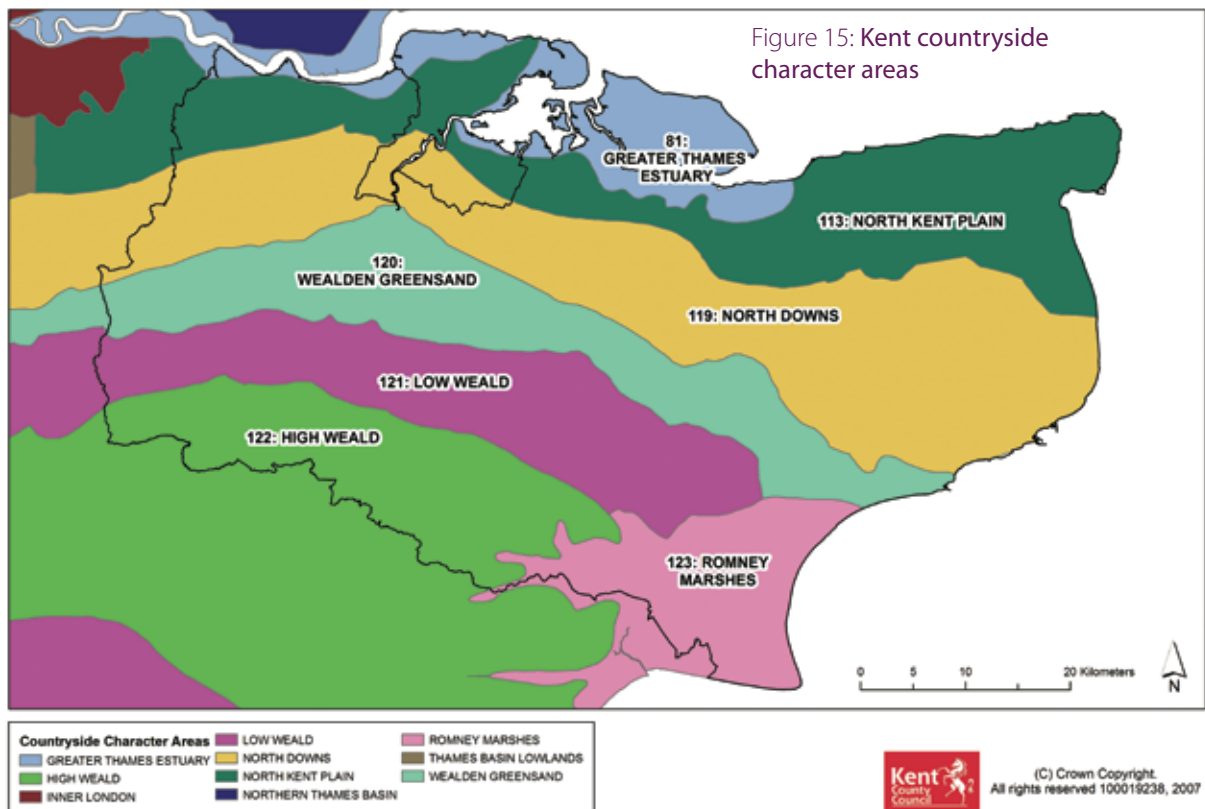 Figure 15: Kent countryside
character areas
81:
GREATER THAMES
ESTUARY
113: NORTH KENT PLAIN
120:
WEALDEN GREENSAND
119: NORTH DOWNS
121: LOW WEALD
122: HIGH WEALD
123: ROMNEY
MARSHES
0 5 10 20 Kilometers
N
Countryside Character Areas
GREATER THAMES ESTUARY
HIGH WEALD
INNER LONDON
LOW WEALD
NORTH DOWNS
NORTH KENT PLAIN
NORTHERN THAMES BASIN
ROMNEY MARSHES
THAMES BASIN LOWLANDS
WEALDEN GREENSAND
Kent
County
Council
(C) Crown Copyright.
All rights reserved 100019238, 2007